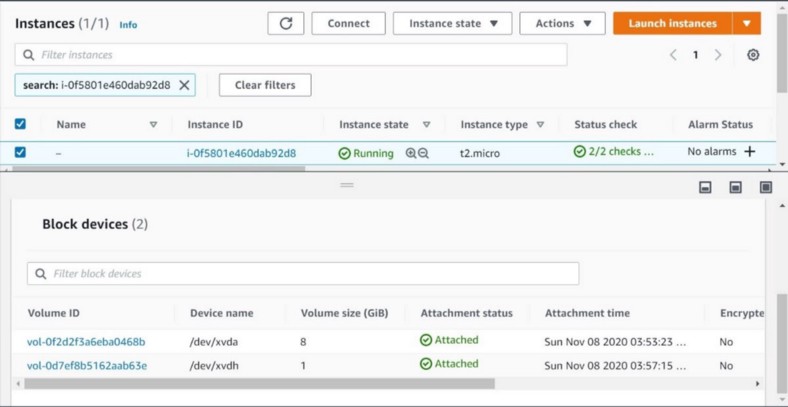 Instances (1/1) Info Connect Instance state Actions Launch instances
Filter instances 1
search: i-0f5801e460dab92d8 Clear filters
Name Instance ID Instance state Instance type Status check Alarm Status
– i-0f5801e460dab92d8 Running t2.micro 2/2 checks ... No alarms +
Block devices (2)
Filter block devices
Volume ID Device name Volume size (GiB) Attachment status Attachment time Encrypte
vol-0f2d2f3a6eba0468b /dev/xvda 8 Attached Sun Nov 08 2020 03:53:23 ... No
vol-0d7ef8b5162aab63e /dev/xvdh 1 Attached Sun Nov 08 2020 03:57:15 ... No